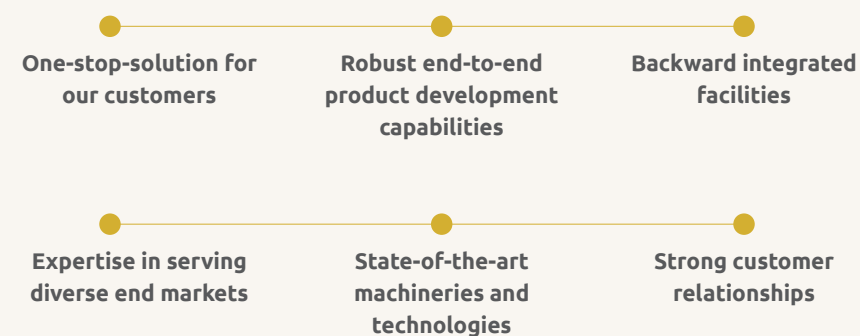 One-stop-solution for
our customers
Robust end-to-end
product development
capabilities
Backward integrated
facilities
Expertise in serving
diverse end markets
State-of-the-art
machineries and
technologies
Strong customer
relationships